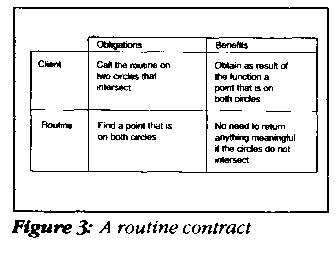 Obligations Benefits
Client Call the routine on Obtain as result of
two circles that the function a
intersect point that is on
both circles
Routine Find a point that is No need to return
on both circles anything meaningful
if the circles do not
intersect
Figure 3: A routine contract